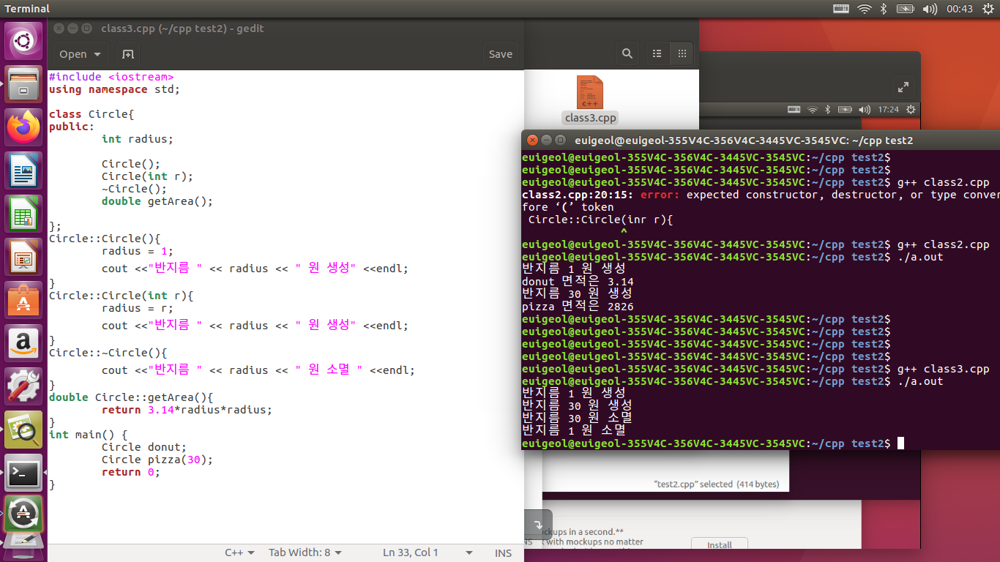 Terminal
00:43
class3.cpp (~/cpp test2) - gedit
Open
Save
#include <iostream>
using namespace std;
class Circle{
public:
int radius;
Circle();
Circle(int r);
~Circle();
double getArea();
};
Circle::Circle(){
radius = 1;
cout <<"반지름 " << radius << " 원 생성" <<endl;
}
Circle::Circle(int r){
radius = r;
cout <<"반지름 " << radius << " 원 생성" <<endl;
}
Circle::~Circle(){
cout <<"반지름 " << radius << " 원 소멸 " <<endl;
}
double Circle::getArea(){
return 3.14*radius*radius;
}
int main() {
Circle donut;
Circle pizza(30);
return 0;
}
C++
Tab Width: 8
Ln 33, Col 1
INS
c++
class3.cpp
17:24
euigeol@euigeol-355V4C-356V4C-3445VC-3545VC: ~/cpp test2
euigeol@euigeol-355V4C-356V4C-3445VC-3545VC:~/cpp test2$
euigeol@euigeol-355V4C-356V4C-3445VC-3545VC:~/cpp test2$
euigeol@euigeol-355V4C-356V4C-3445VC-3545VC:~/cpp test2$ g++ class2.cpp
class2.cpp:20:15: error: expected constructor, destructor, or type conver
fore ‘(’ token
Circle::Circle(inr r){
^
euigeol@euigeol-355V4C-356V4C-3445VC-3545VC:~/cpp test2$ g++ class2.cpp
euigeol@euigeol-355V4C-356V4C-3445VC-3545VC:~/cpp test2$ ./a.out
반지름 1 원 생성
donut 면적은 3.14
반지름 30 원 생성
pizza 면적은 2826
euigeol@euigeol-355V4C-356V4C-3445VC-3545VC:~/cpp test2$
euigeol@euigeol-355V4C-356V4C-3445VC-3545VC:~/cpp test2$
euigeol@euigeol-355V4C-356V4C-3445VC-3545VC:~/cpp test2$
euigeol@euigeol-355V4C-356V4C-3445VC-3545VC:~/cpp test2$
euigeol@euigeol-355V4C-356V4C-3445VC-3545VC:~/cpp test2$ g++ class3.cpp
euigeol@euigeol-355V4C-356V4C-3445VC-3545VC:~/cpp test2$ ./a.out
반지름 1 원 생성
반지름 30 원 생성
반지름 30 원 소멸
반지름 1 원 소멸
euigeol@euigeol-355V4C-356V4C-3445VC-3545VC:~/cpp test2$
“test2.cpp” selected (414 bytes)
ckups in a second.**
with mockups no matter
Install